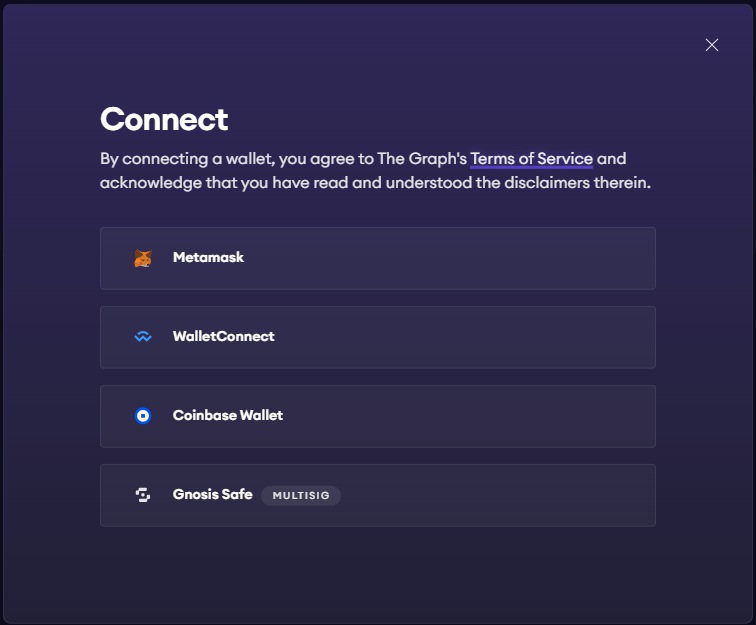 Connect
By connecting a wallet, you agree to The Graph's Terms of Service and
acknowledge that you have read and understood the disclaimers therein.
Metamask
WalletConnect
Coinbase Wallet
Gnosis Safe MULTISIG